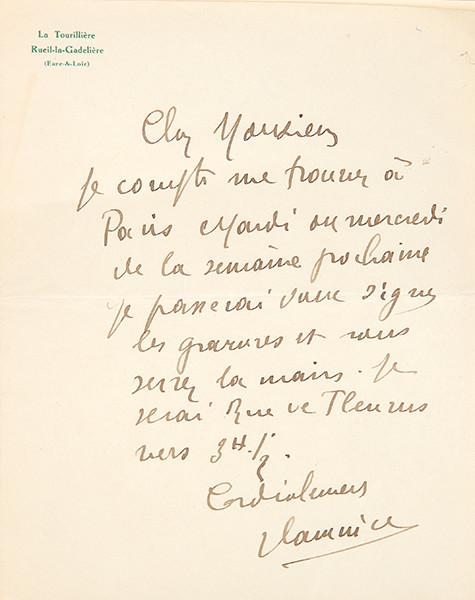 La Tourillière
Rueil-la-Gadelière
(Eure-&-Loir)
Cher Monsieur
je compte me trouver à
Paris Mardi ou mercredi
de la semaine prochaine
je passerai donc signer
les gravures et vous
serrer la main. Je
serai Rue de Fleurus
vers 3H.1/2.
Cordialement
Vlaminck